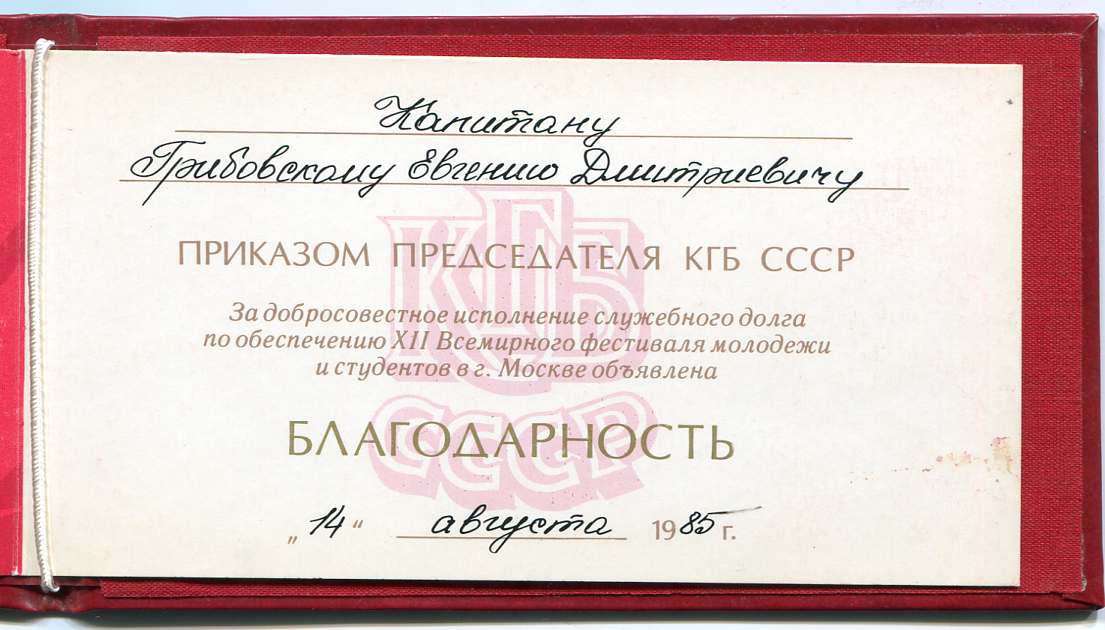 Капитану
Грибовскому Евгению Дмитриевичу
КГБ
СССР
ПРИКАЗОМ ПРЕДСЕДАТЕЛЯ КГБ СССР
За добросовестное исполнение служебного долга
по обеспечению XII Всемирного фестиваля молодежи
и студентов в г. Москве объявлена
БЛАГОДАРНОСТЬ
„14“ августа 1985 г.